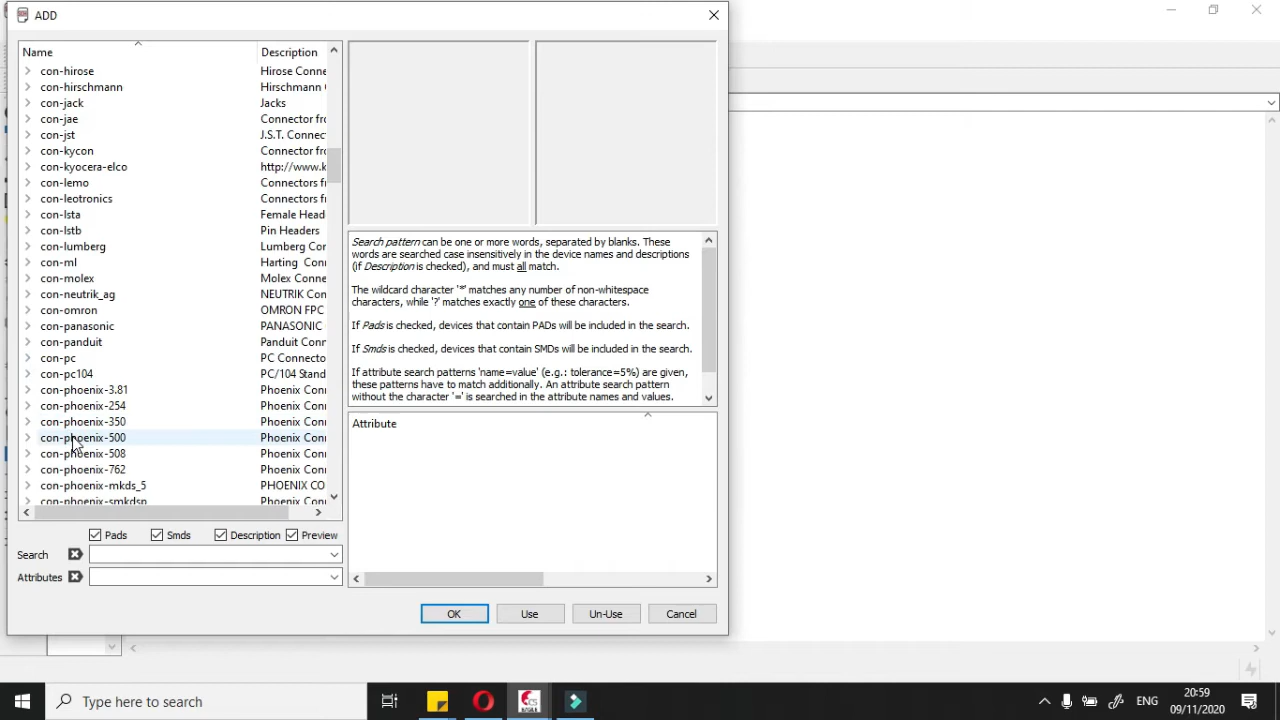 ADD
Name Description
con-hirose Hirose Conne
con-hirschmann Hirschmann (
con-jack Jacks
con-jae Connector fr
con-jst J.S.T. Connec
con-kycon Connector fr
con-kyocera-elco http://www.k
con-lemo Connectors f
con-leotronics Connectors f
con-lsta Female Head
con-lstb Pin Headers
con-lumberg Lumberg Con
con-ml Harting Con
con-molex Molex Conne
con-neutrik_ag NEUTRIK Con
con-omron OMRON FPC
con-panasonic PANASONIC
con-panduit PANDUIT Co
con-pc PC Connecto
con-pc104 PC/104 Stand
con-phoenix-3.81 Phoenix Con
con-phoenix-254 Phoenix Con
con-phoenix-350 Phoenix Con
con-phoenix-500 Phoenix Con
con-phoenix-508 Phoenix Con
con-phoenix-762 Phoenix Con
con-phoenix-mkds_5 PHOENIX CO
con-phoenix-smkdsp Phoenix Con
Pads Smds Description Preview
Search
Attributes
Search pattern can be one or more words, separated by blanks. These
words are searched case insensitively in the device names and descriptions
(if Description is checked), and must all match.
The wildcard character '*' matches any number of non-whitespace
characters, while '?' matches exactly one of these characters.
If Pads is checked, devices that contain PADs will be included in the search.
If Smds is checked, devices that contain SMDs will be included in the search.
If attribute search patterns 'name=value' (e.g.: tolerance=5%) are given,
these patterns have to match additionally. An attribute search pattern
without the character '=' is searched in the attribute names and values.
Attribute
OK Use Un-Use Cancel
Type here to search
ENG
20:59
09/11/2020